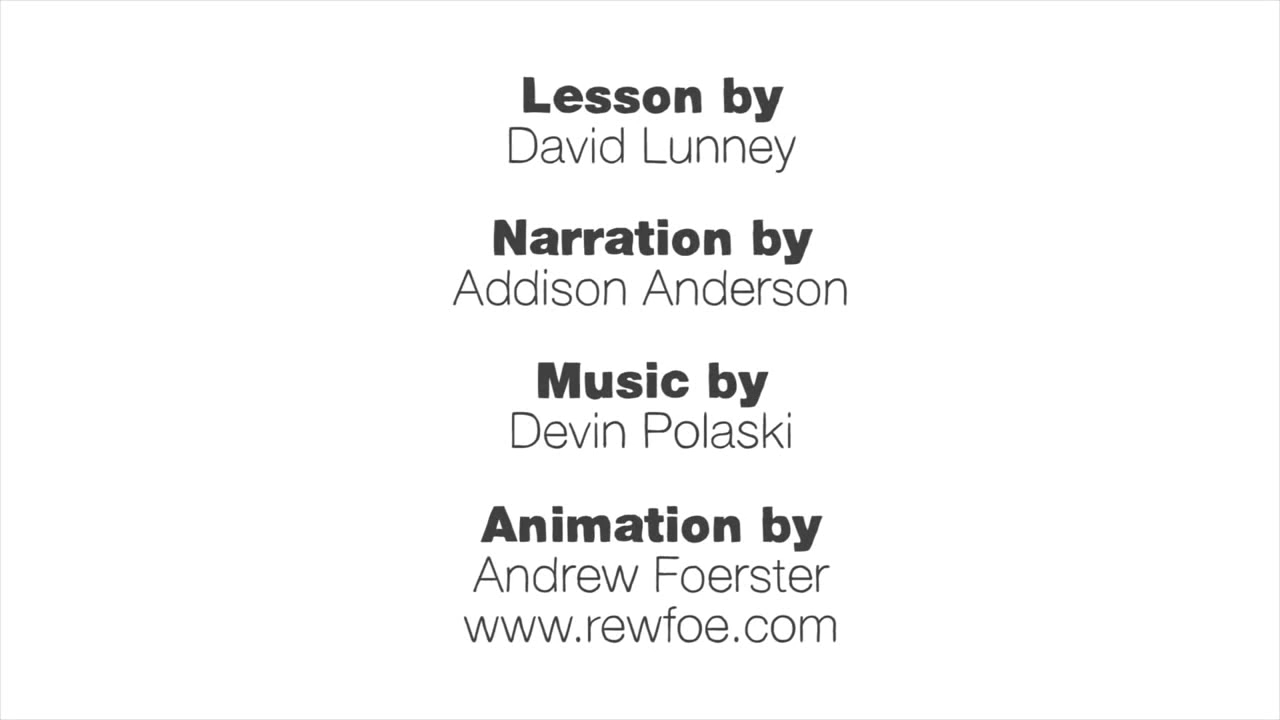 Lesson by
David Lunney
Narration by
Addison Anderson
Music by
Devin Polaski
Animation by
Andrew Foerster
www.rewfoe.com